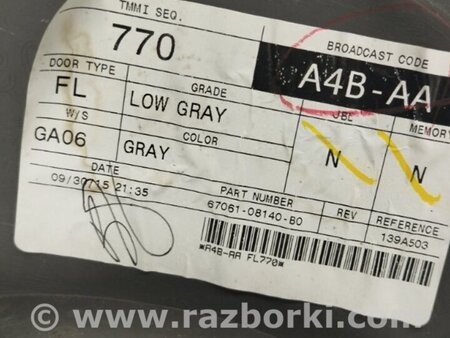 TMMI SEQ.
770
BROADCAST CODE
A4B-AA
DOOR TYPE
FL
GRADE
LOW GRAY
JBL
N
MEMORY
N
W/S
GA06
COLOR
GRAY
DATE
09/30/15 21:35
PART NUMBER
67061-08140-B0
REV
REFERENCE
139A503
*A4B-AA FL770*
www.razborki.com